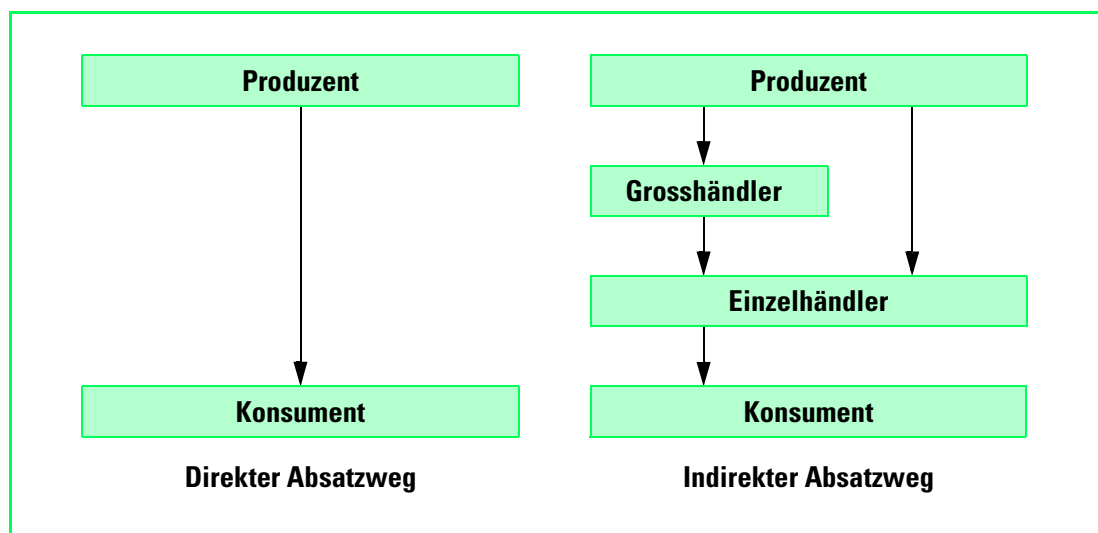 Produzent
Konsument
Direkter Absatzweg
Produzent
Grosshändler
Einzelhändler
Konsument
Indirekter Absatzweg